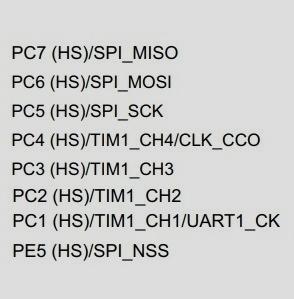 PC7 (HS)/SPI_MISO
PC6 (HS)/SPI_MOSI
PC5 (HS)/SPI_SCK
PC4 (HS)/TIM1_CH4/CLK_CCO
PC3 (HS)/TIM1_CH3
PC2 (HS)/TIM1_CH2
PC1 (HS)/TIM1_CH1/UART1_CK
PE5 (HS)/SPI_NSS